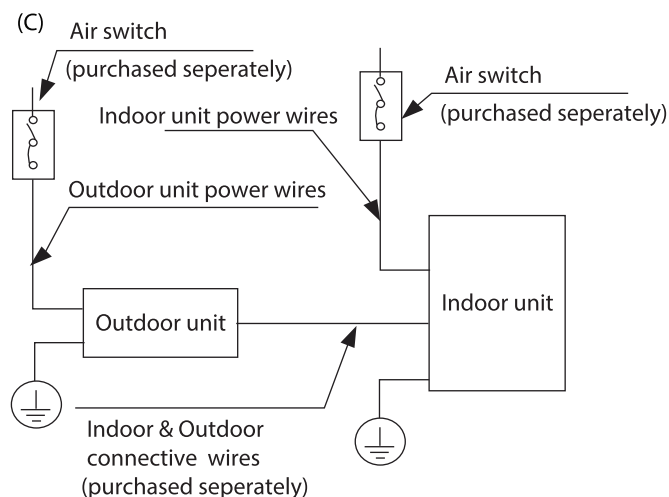 (C)
Air switch
(purchased seperately)
Air switch
(purchased seperately)
Indoor unit power wires
Outdoor unit power wires
Indoor unit
Outdoor unit
Indoor & Outdoor
connective wires
(purchased seperately)